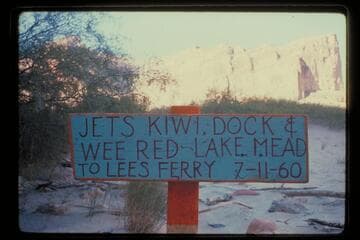 JETS KIWI, DOCK &
WEE RED~LAKE MEAD
TO LEES FERRY 7-11-60